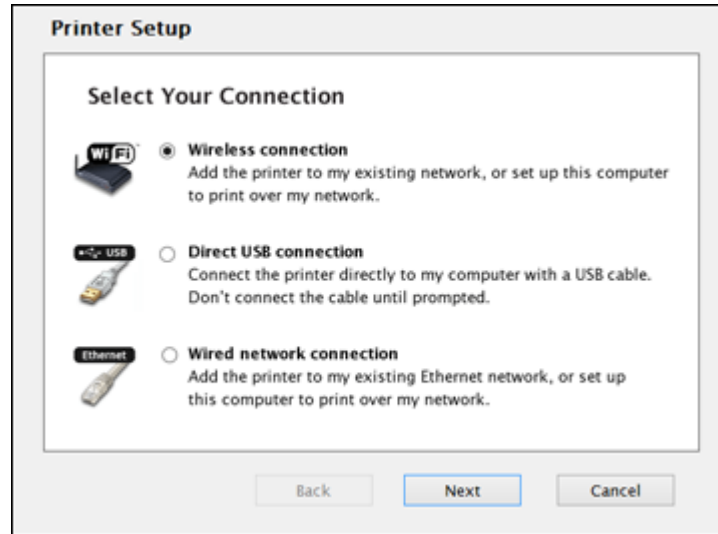 Printer Setup
Select Your Connection
WiFi
Wireless connection
Add the printer to my existing network, or set up this computer
to print over my network.
USB
Direct USB connection
Connect the printer directly to my computer with a USB cable.
Don't connect the cable until prompted.
Ethernet
Wired network connection
Add the printer to my existing Ethernet network, or set up
this computer to print over my network.
Back
Next
Cancel